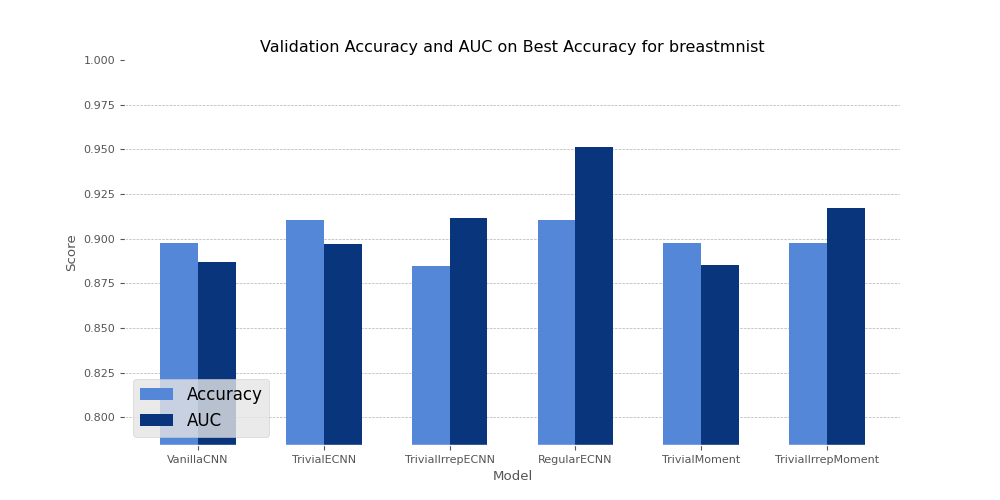 Validation Accuracy and AUC on Best Accuracy for breastmnist
1.000
0.975
0.950
0.925
0.900
0.875
0.850
0.825
0.800
Score
Accuracy
AUC
VanillaCNN TrivialECNN TrivialIrrepECNN RegularECNN TrivialMoment TrivialIrrepMoment
Model